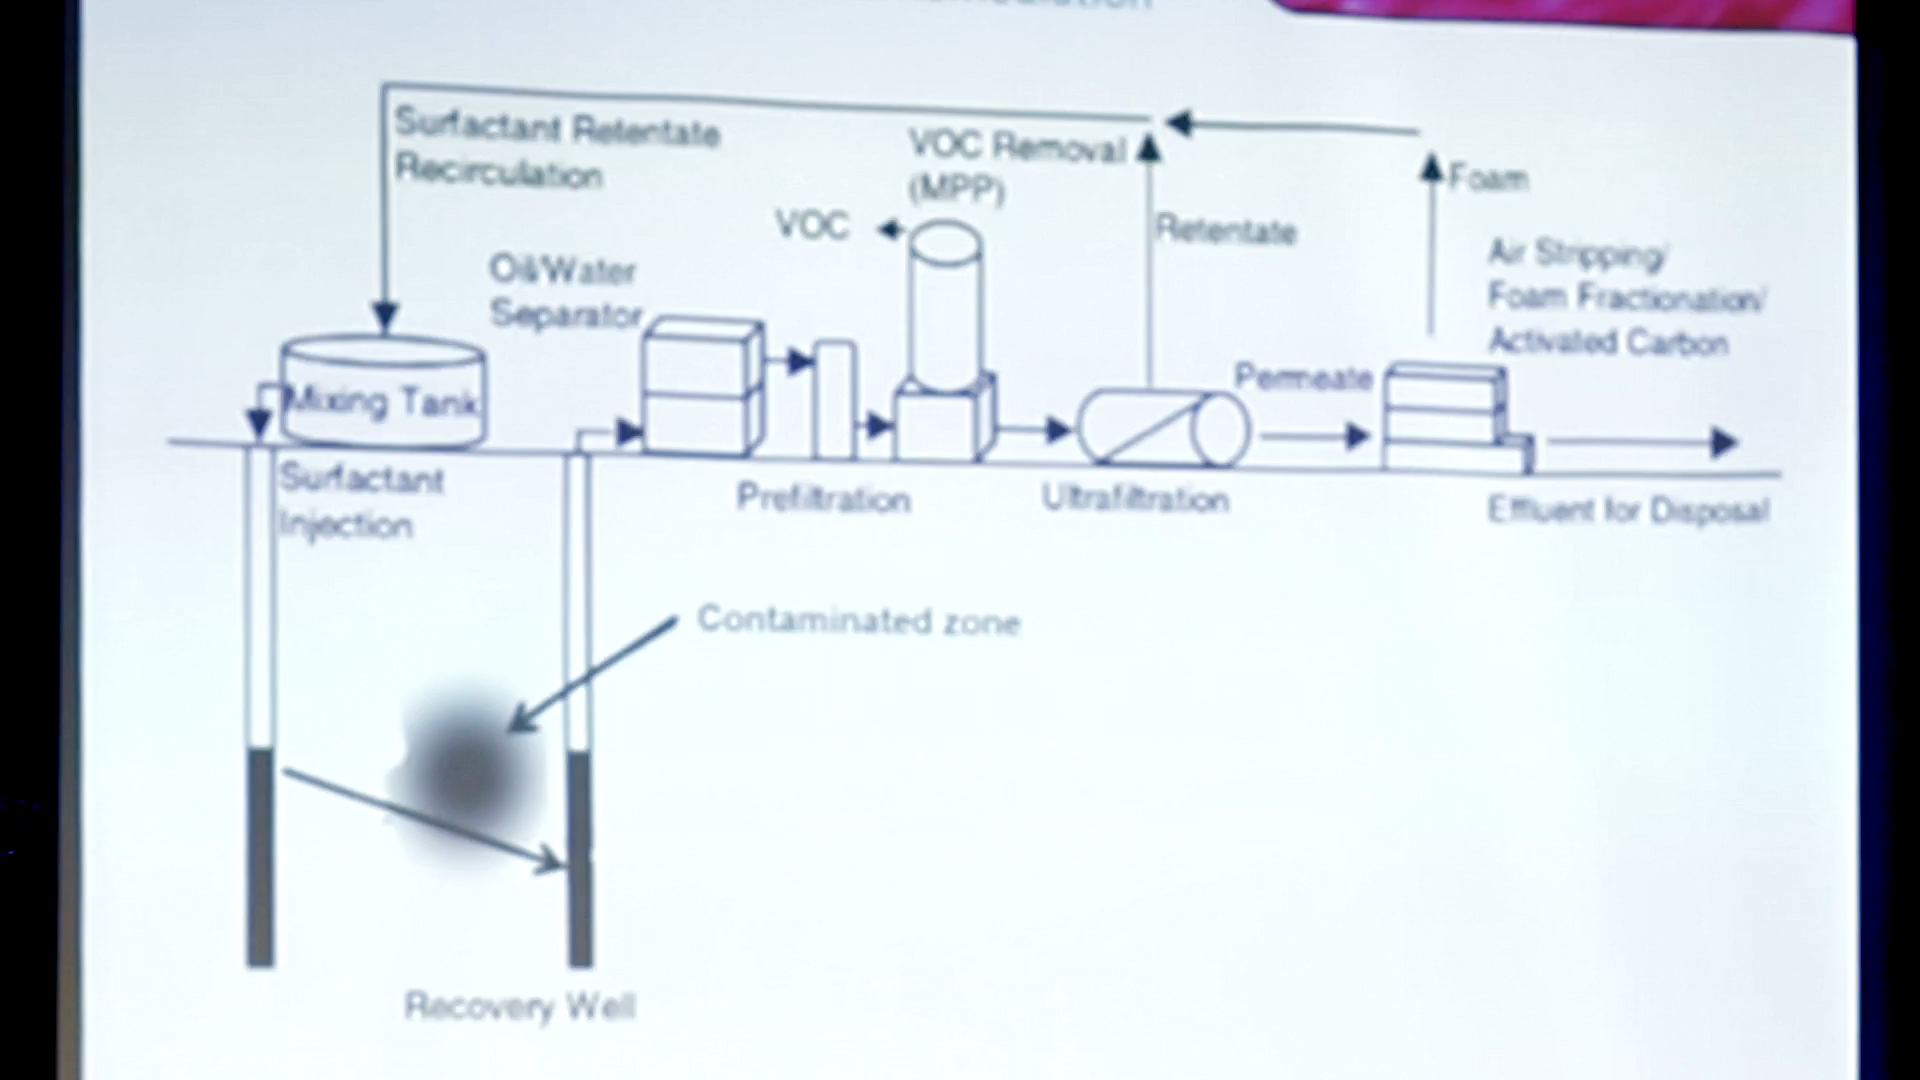 Surfactant Retentate
Recirculation
VOC Removal
(MPP)
Foam
VOC
Retentate
Air Stripping/
Foam Fractionation/
Activated Carbon
Oil/Water
Separator
Permeate
Mixing Tank
Surfactant
Injection
Prefiltration
Ultrafiltration
Effluent for Disposal
Contaminated zone
Recovery Well